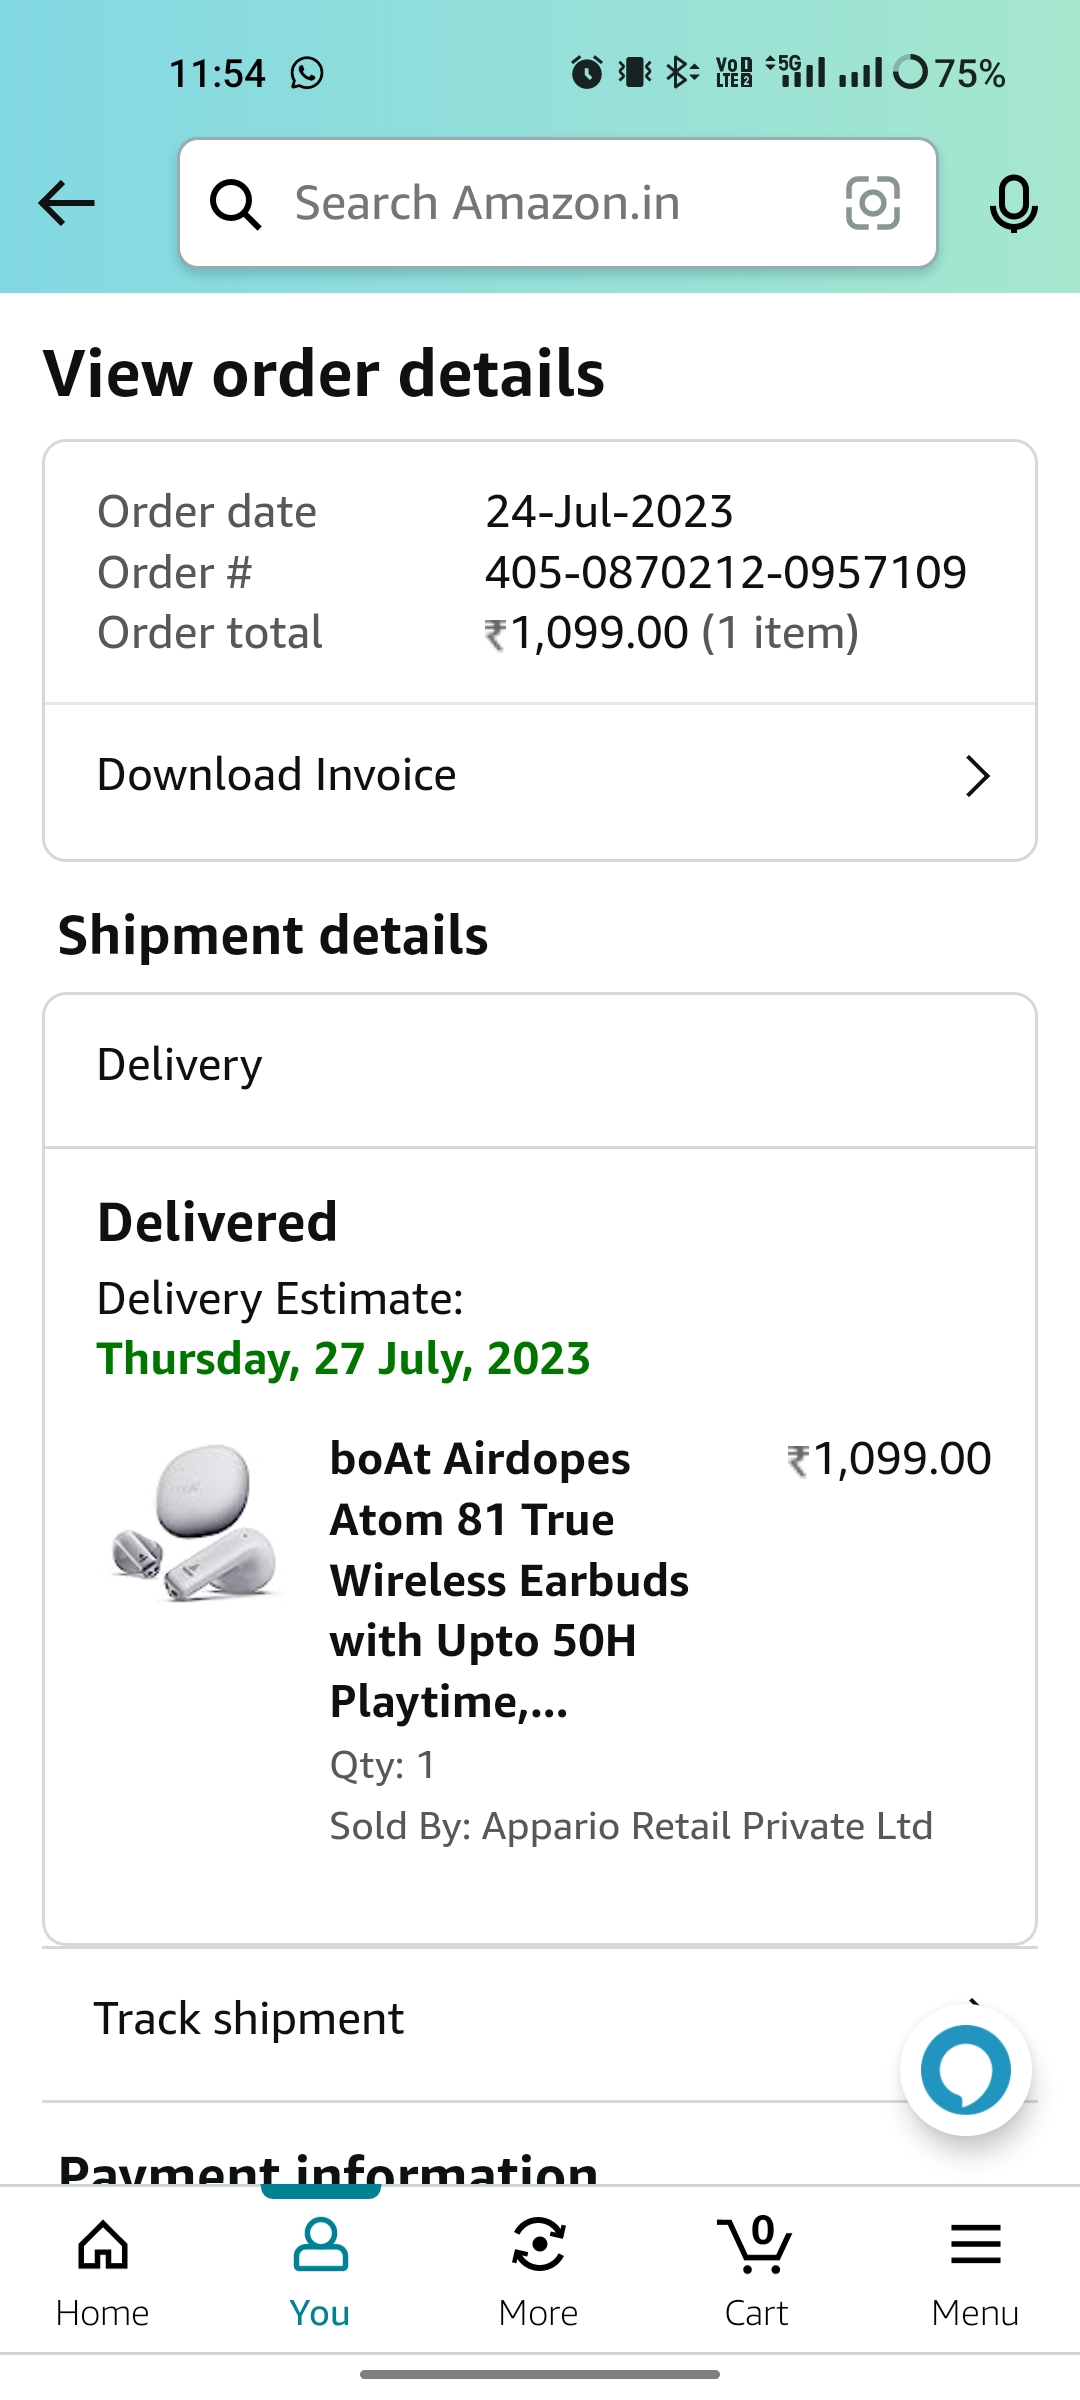 11:54 VoD LTE2 5G 75%
Search Amazon.in
View order details
Order date 24-Jul-2023
Order # 405-0870212-0957109
Order total ₹1,099.00 (1 item)
Download Invoice
Shipment details
Delivery
Delivered
Delivery Estimate:
Thursday, 27 July, 2023
boAt Airdopes ₹1,099.00
Atom 81 True
Wireless Earbuds
with Upto 50H
Playtime,...
Qty: 1
Sold By: Appario Retail Private Ltd
Track shipment
Payment information
0
Home You More Cart Menu